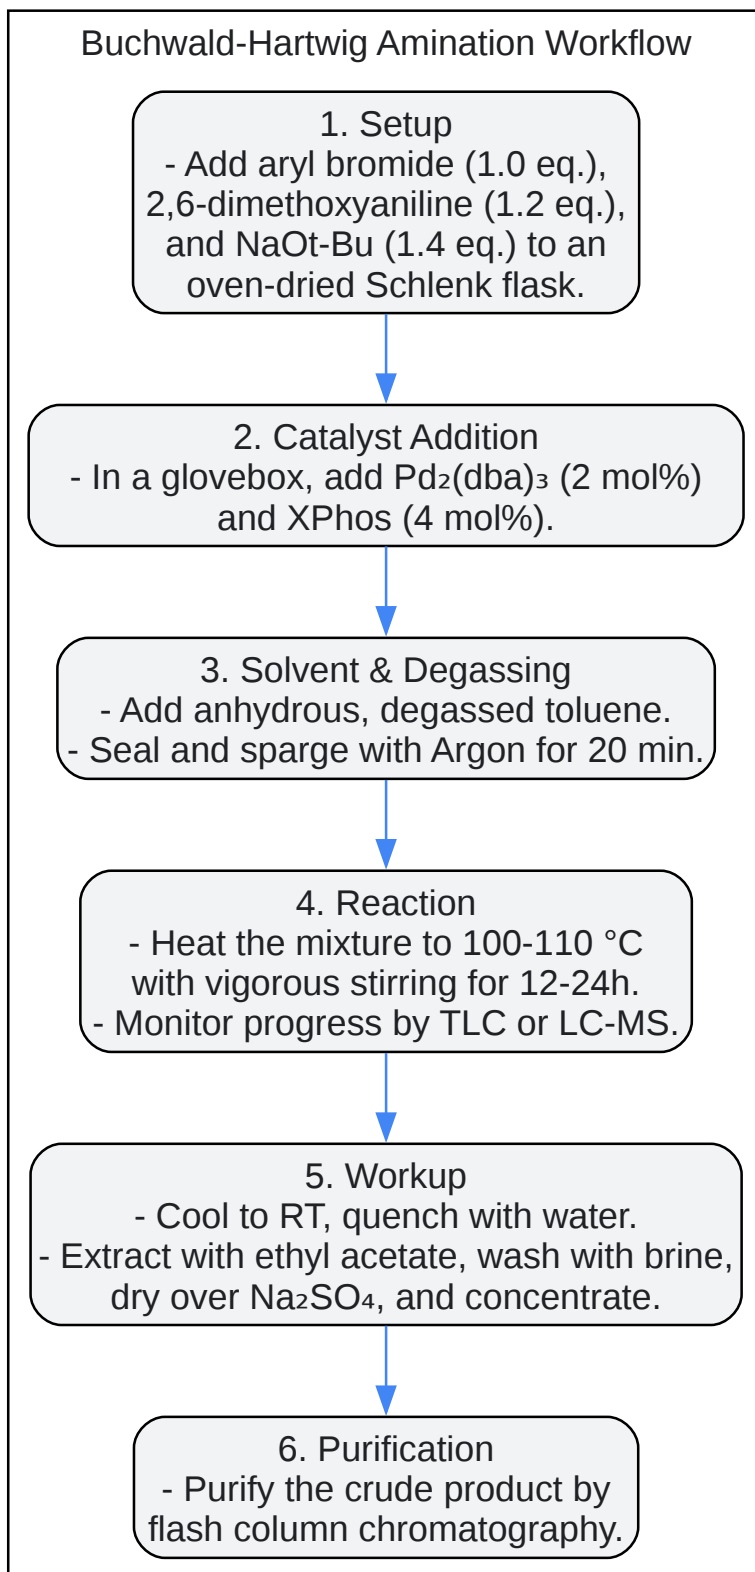 Buchwald-Hartwig Amination Workflow
1. Setup
- Add aryl bromide (1.0 eq.),
2,6-dimethoxyaniline (1.2 eq.),
and NaOt-Bu (1.4 eq.) to an
oven-dried Schlenk flask.
2. Catalyst Addition
- In a glovebox, add Pd₂(dba)₃ (2 mol%)
and XPhos (4 mol%).
3. Solvent & Degassing
- Add anhydrous, degassed toluene.
- Seal and sparge with Argon for 20 min.
4. Reaction
- Heat the mixture to 100-110 °C
with vigorous stirring for 12-24h.
- Monitor progress by TLC or LC-MS.
5. Workup
- Cool to RT, quench with water.
- Extract with ethyl acetate, wash with brine,
dry over Na₂SO₄, and concentrate.
6. Purification
- Purify the crude product by
flash column chromatography.